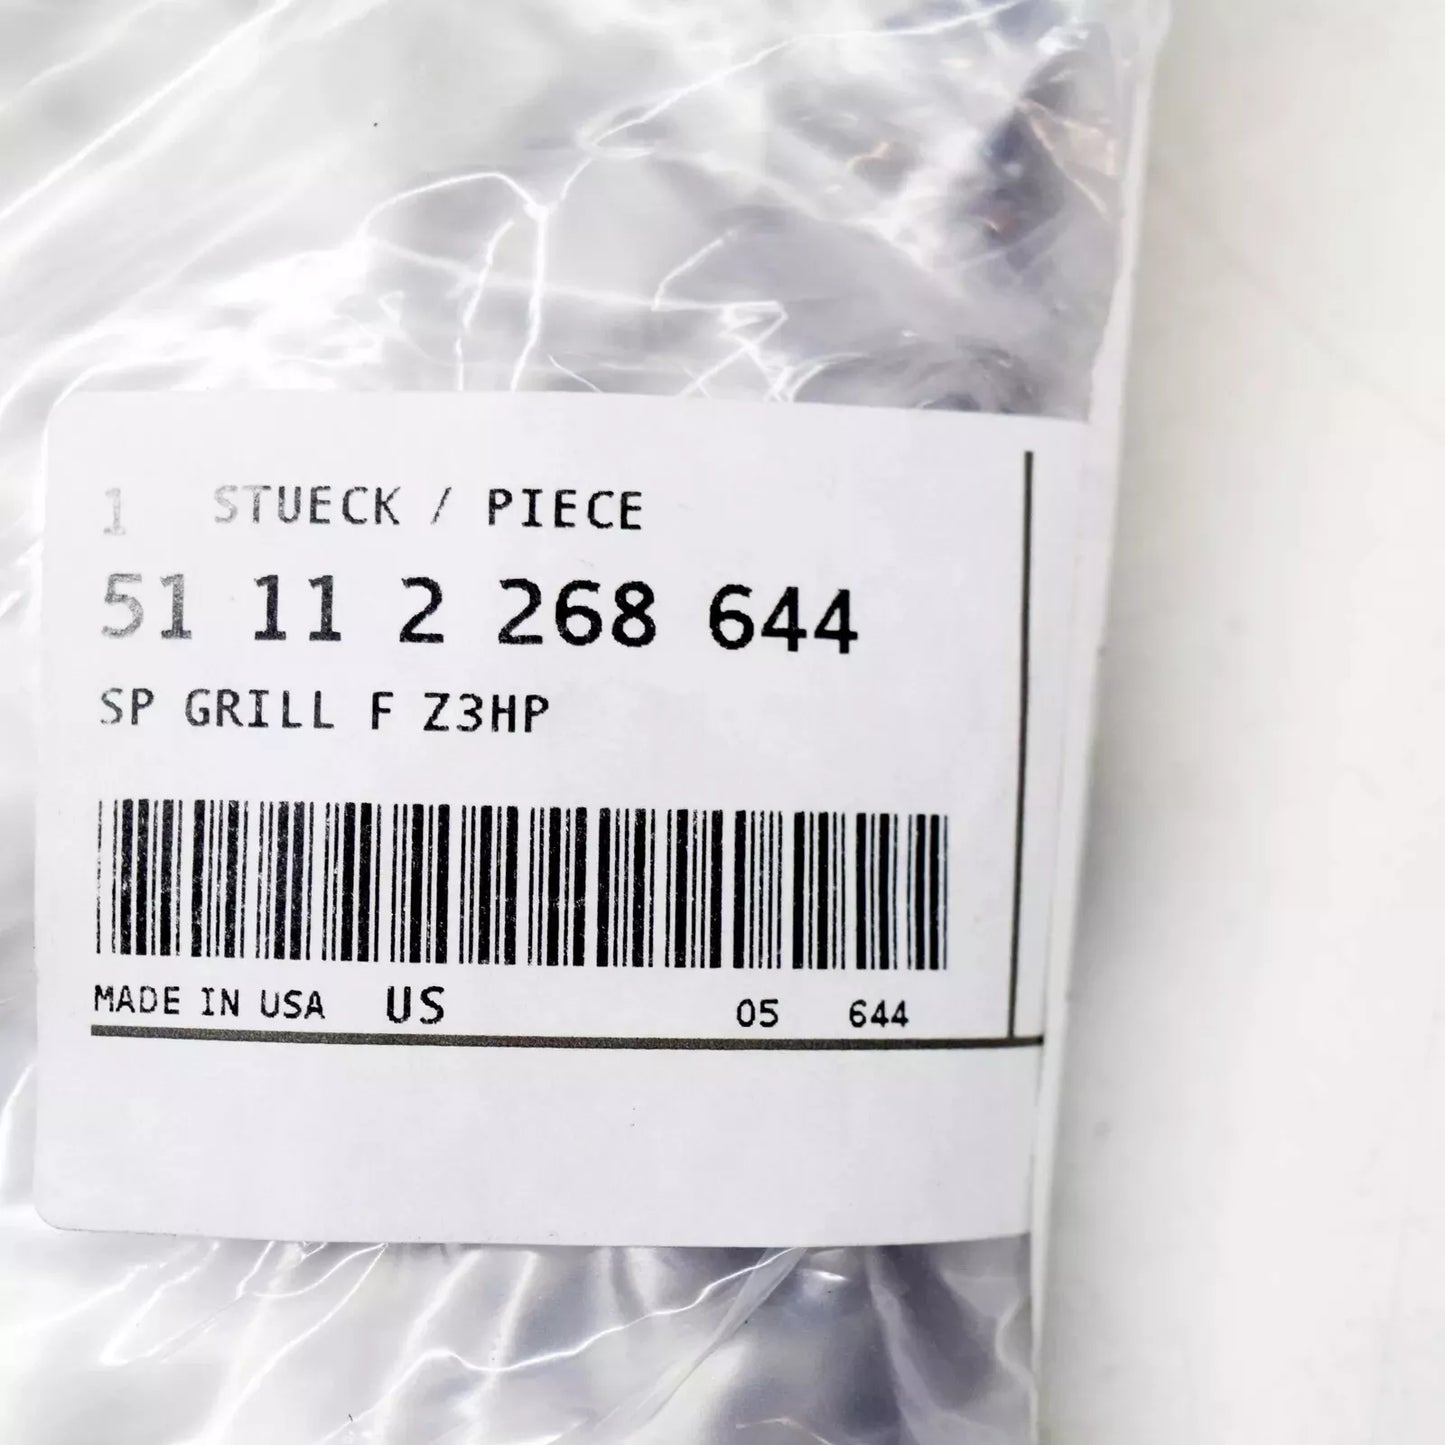 1 STUECK / PIECE
51 11 2 268 644
SP GRILL F Z3HP
MADE IN USA US 05 644